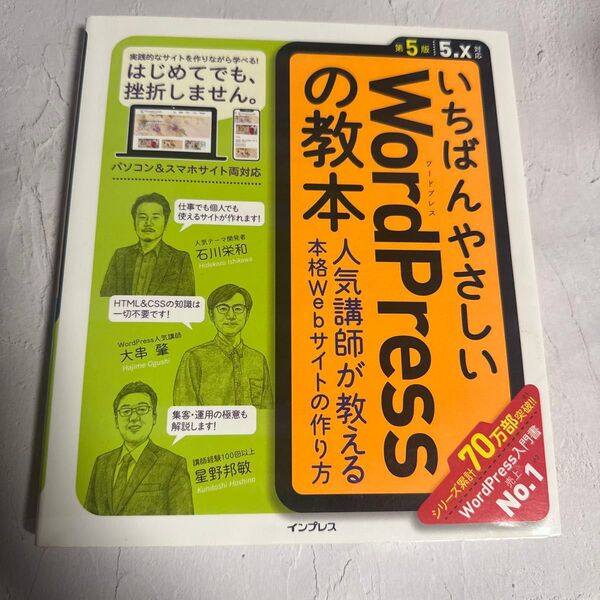 第5版 5.x対応
いちばんやさしい
WordPress
ワードプレス
の教本
人気講師が教える
本格Webサイトの作り方
実践的なサイトを作りながら学べる!
はじめてでも、
挫折しません。
パソコン&スマホサイト両対応
仕事でも個人でも
使えるサイトが作れます!
人気テーマ開発者
石川栄和
Hidekazu Ishikawa
HTML&CSSの知識は
一切不要です!
WordPress人気講師
大串 肇
Hajime Ogushi
集客・運用の極意も
解説します!
講師経験100回以上
星野邦敏
Kunitoshi Hoshino
シリーズ累計70万部突破!!
WordPress入門書
売上No.1
インプレス